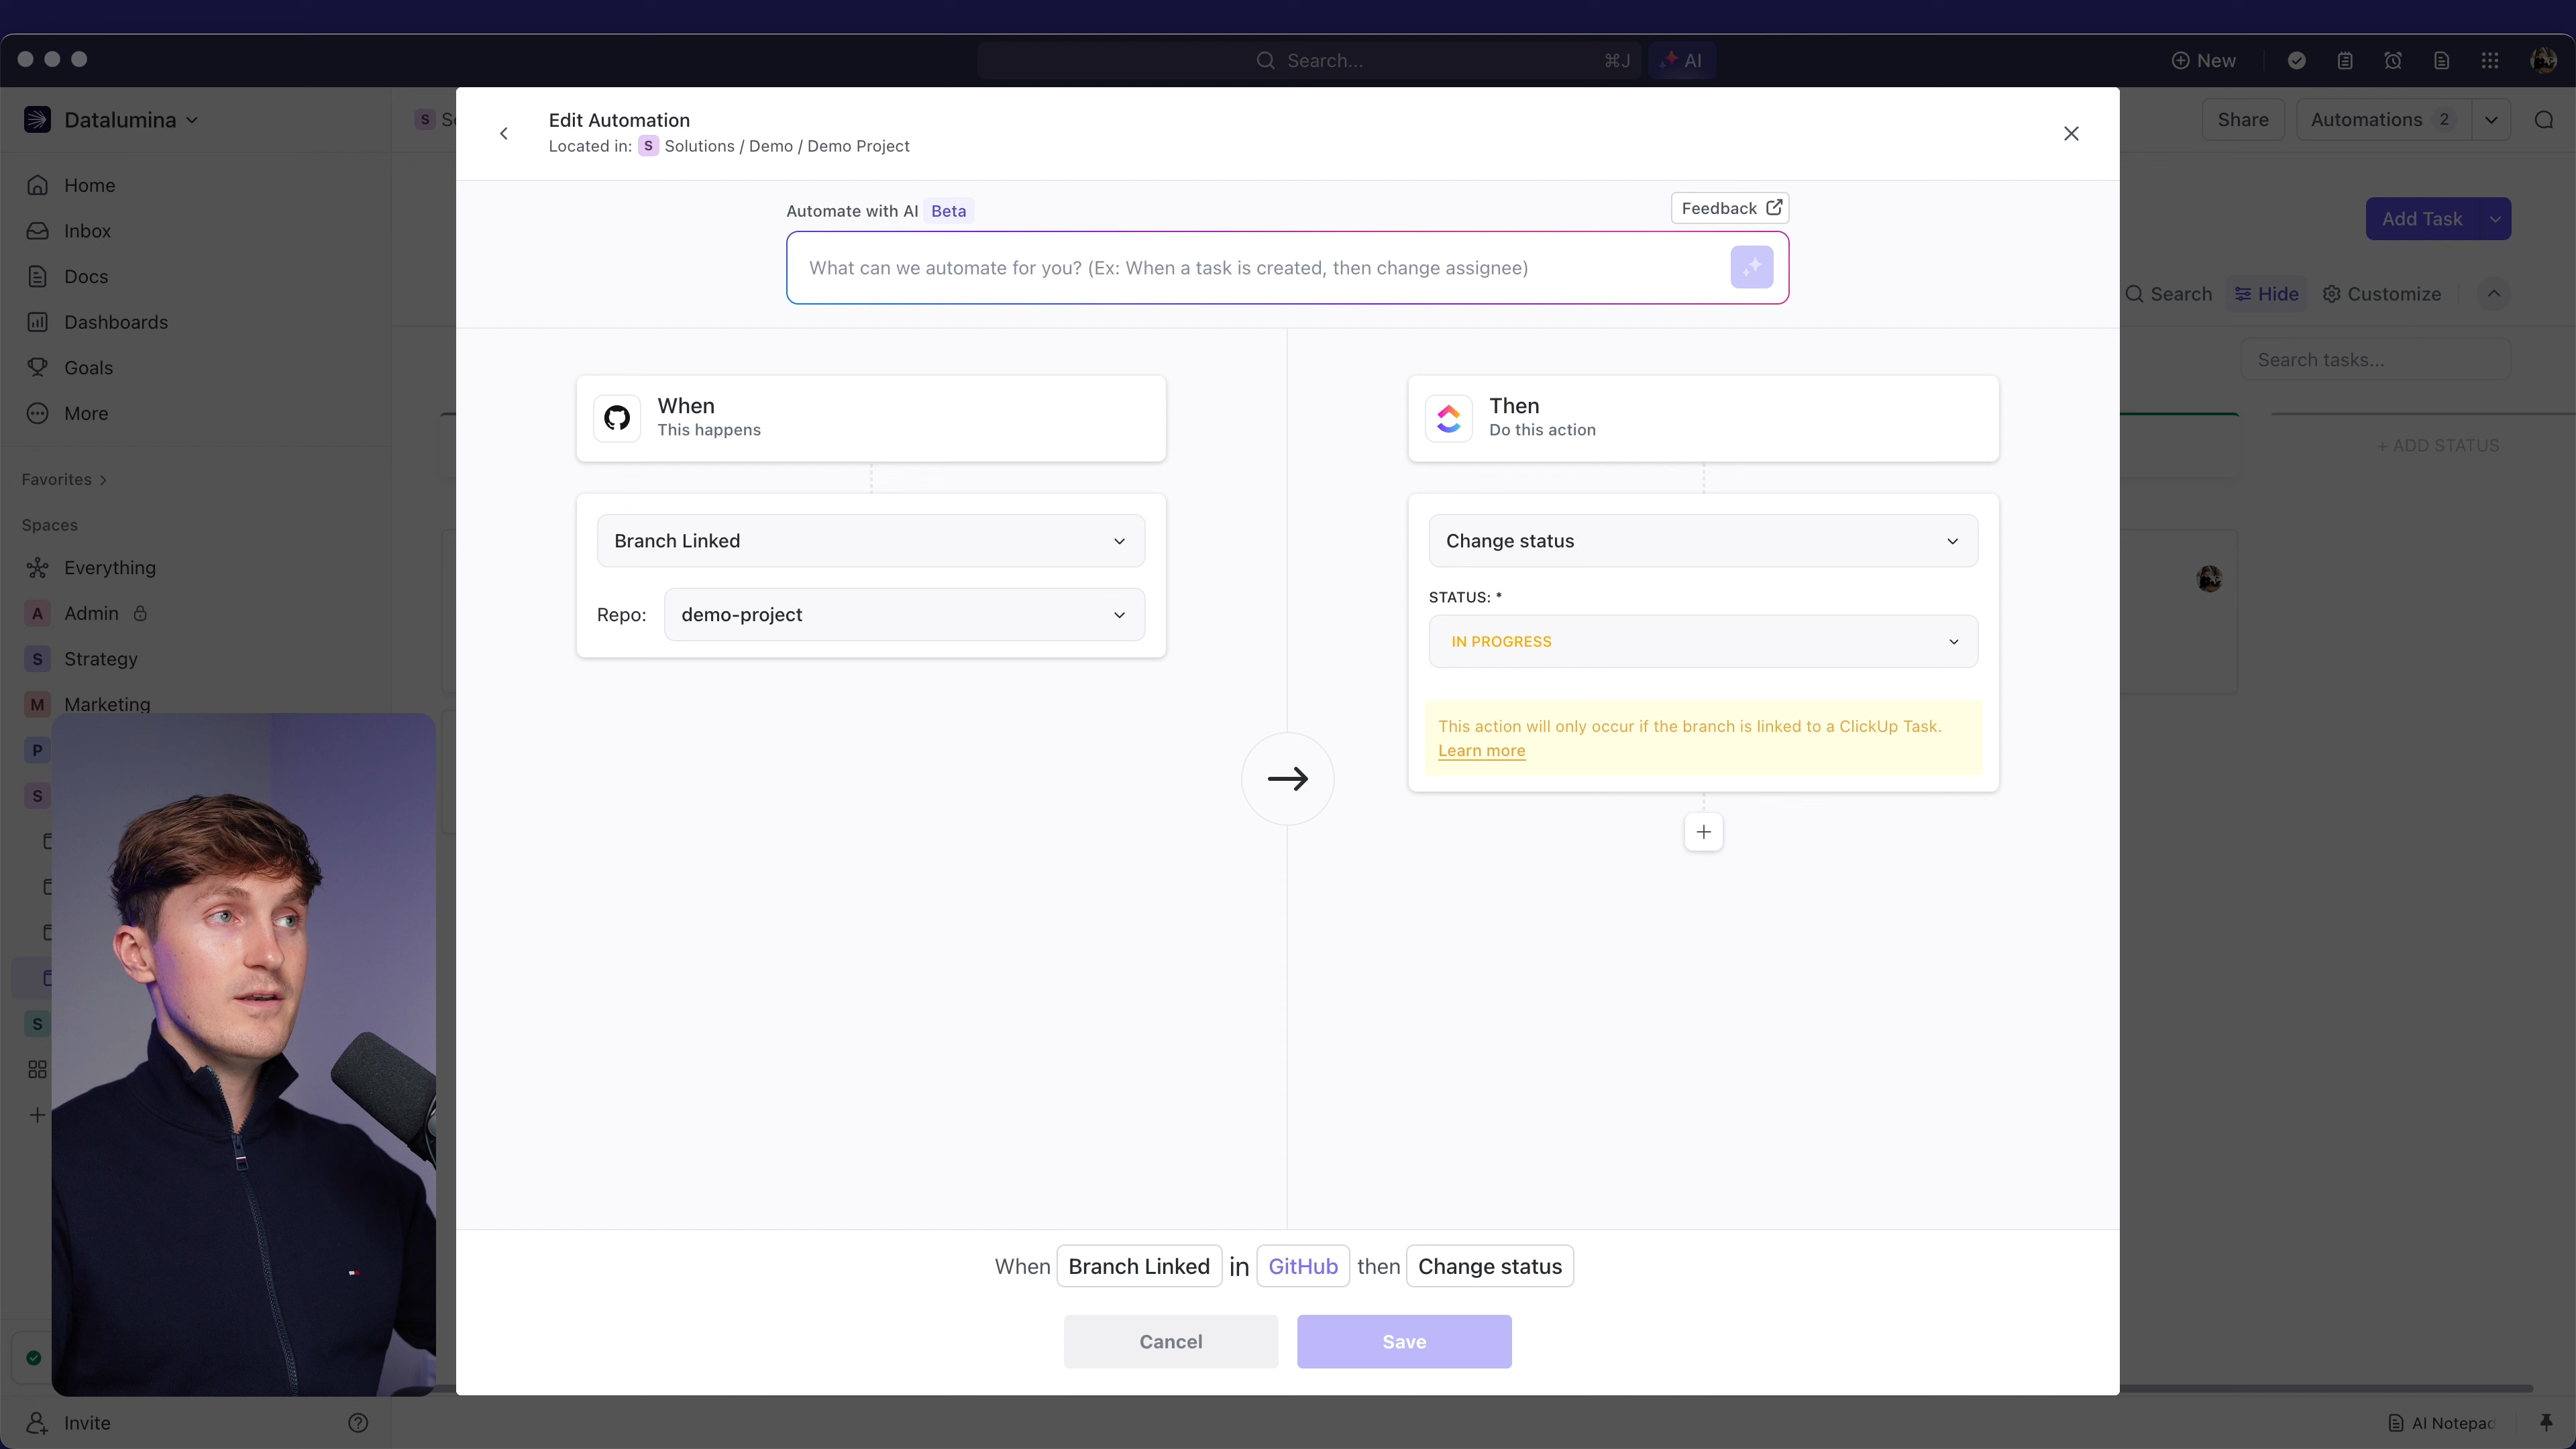 Search...
⌘J
AI
New
Datalumina
S
Share
Automations 2
Home
Inbox
Docs
Dashboards
Goals
More
Favorites
Spaces
Everything
A Admin
S Strategy
M Marketing
P
S
S
Invite
Edit Automation
Located in: S Solutions / Demo / Demo Project
Automate with AI Beta
Feedback
What can we automate for you? (Ex: When a task is created, then change assignee)
When
This happens
Branch Linked
Repo: demo-project
Then
Do this action
Change status
STATUS: *
IN PROGRESS
This action will only occur if the branch is linked to a ClickUp Task.
Learn more
When Branch Linked in GitHub then Change status
Cancel
Save
Add Task
Search
Hide
Customize
Search tasks...
+ ADD STATUS
AI Notepad